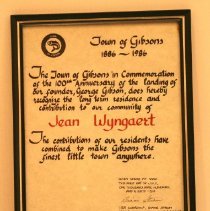 Town of Gibsons
1886 - 1986
The Town of Gibsons in Commemoration
of the 100th Anniversary of the landing of
our founder, George Gibson, does hereby
recognize the long term residence and
contribution to our community of
Jean Wyngaert
The contributions of our residents have
combined to make Gibsons the
finest little town anywhere.